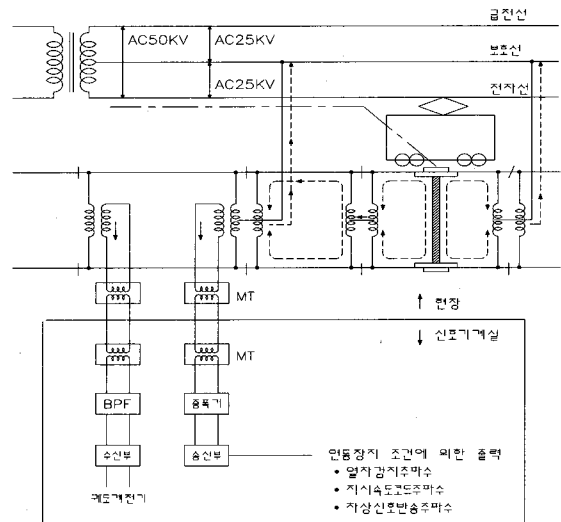 급전선
AC50KV
AC25KV
보호선
AC25KV
전차선
MT
현장
신호기계실
MT
BPF
증폭기
수신부
송신부
연동장치 조건에 의한 출력
• 열차감지주파수
• 지시속도코드주파수
• 차상신호반송주파수
궤도계전기